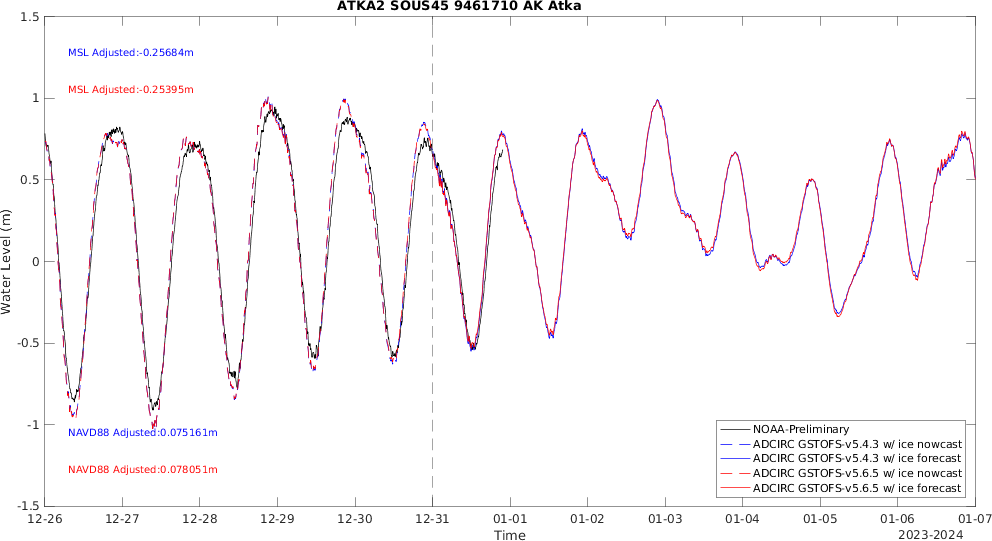 ATKA2 SOUS45 9461710 AK Atka
1.5
MSL Adjusted:-0.25684m
MSL Adjusted:-0.25395m
1
0.5
0
-0.5
-1
-1.5
Water Level (m)
NAVD88 Adjusted:0.075161m
NAVD88 Adjusted:0.078051m
NOAA-Preliminary
ADCIRC GSTOFS-v5.4.3 w/ ice nowcast
ADCIRC GSTOFS-v5.4.3 w/ ice forecast
ADCIRC GSTOFS-v5.6.5 w/ ice nowcast
ADCIRC GSTOFS-v5.6.5 w/ ice forecast
12-26 12-27 12-28 12-29 12-30 12-31 01-01 01-02 01-03 01-04 01-05 01-06 01-07
Time
2023-2024